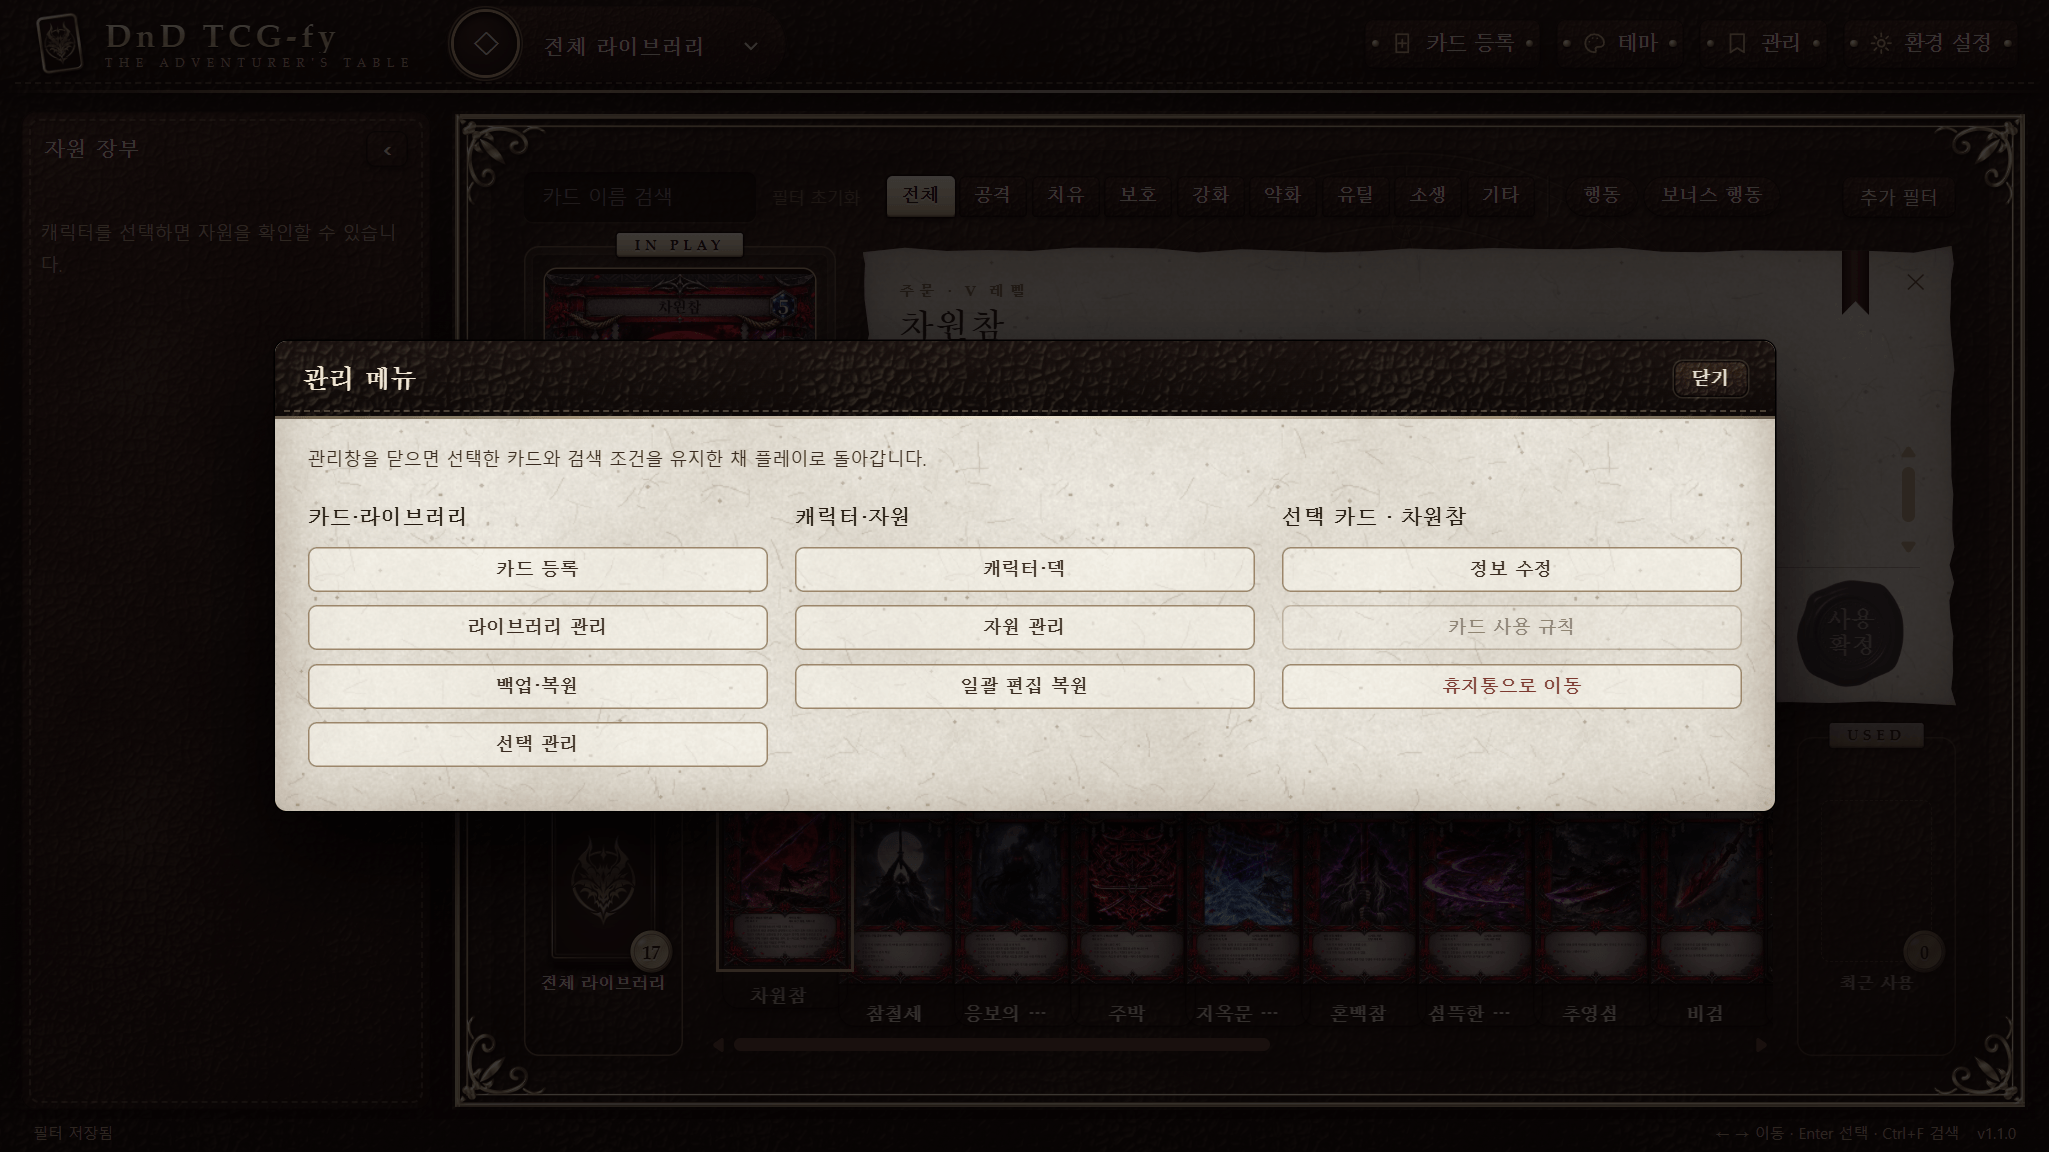 DnD TCG-fy
THE ADVENTURER'S TABLE
전체 라이브러리
카드 등록
테마
관리
환경 설정
자원 장부
캐릭터를 선택하면 자원을 확인할 수 있습니
다.
카드 이름 검색
필터 초기화
전체
공격
치유
보호
강화
약화
유틸
소생
기타
행동
보너스 행동
추가 필터
IN PLAY
차원참
5
주문 · V 레벨
차원참
관리 메뉴
닫기
관리창을 닫으면 선택한 카드와 검색 조건을 유지한 채 플레이로 돌아갑니다.
카드·라이브러리
카드 등록
라이브러리 관리
백업·복원
선택 관리
캐릭터·자원
캐릭터·덱
자원 관리
일괄 편집 복원
선택 카드 · 차원참
정보 수정
카드 사용 규칙
휴지통으로 이동
사용
확정
USED
17
전체 라이브러리
차원참
참철세
응보의 ···
주박
지옥문 ···
혼백참
섬뜩한 ···
추영섬
비검
0
최근 사용
필터 저장됨
← → 이동 · Enter 선택 · Ctrl+F 검색
v1.1.0